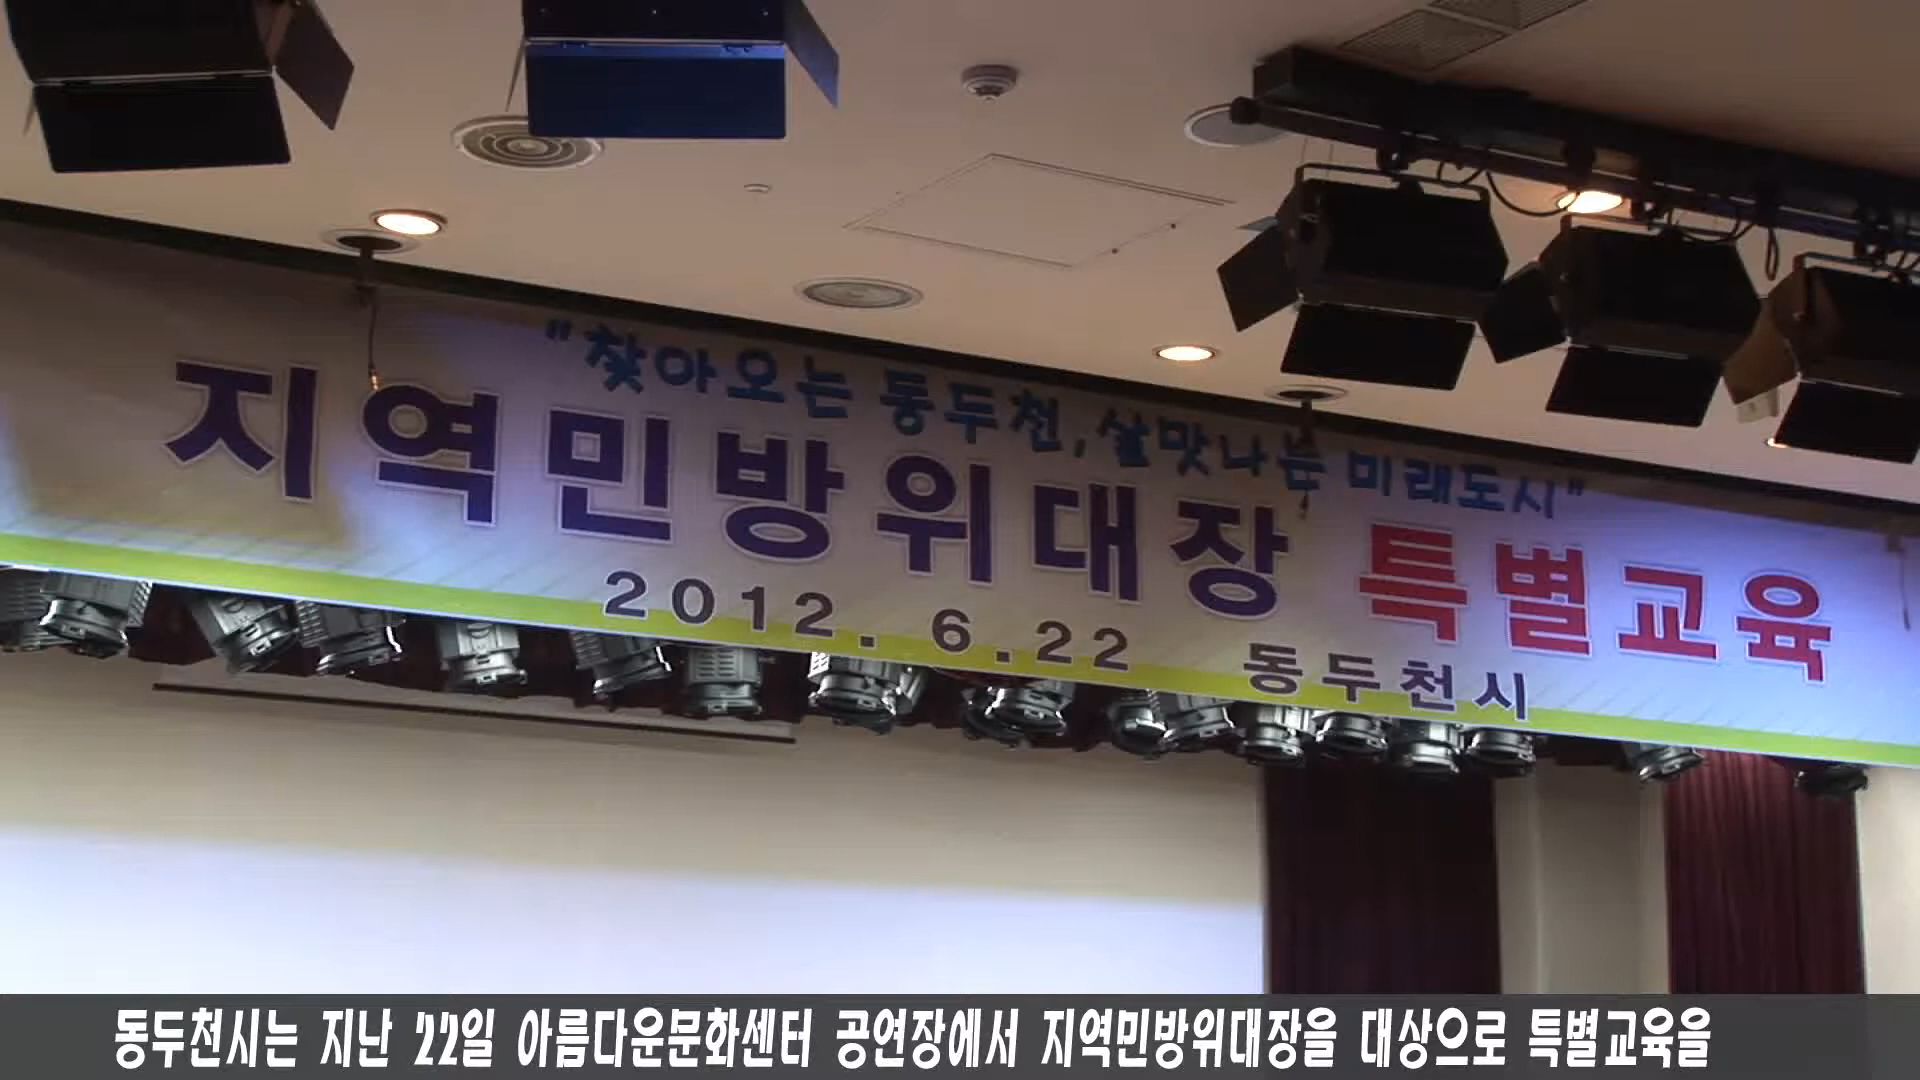 "찾아오는 동두천, 살맛나는 미래도시"
지역민방위대장 특별교육
2012. 6.22 동두천시
동두천시는 지난 22일 아름다운문화센터 공연장에서 지역민방위대장을 대상으로 특별교육을